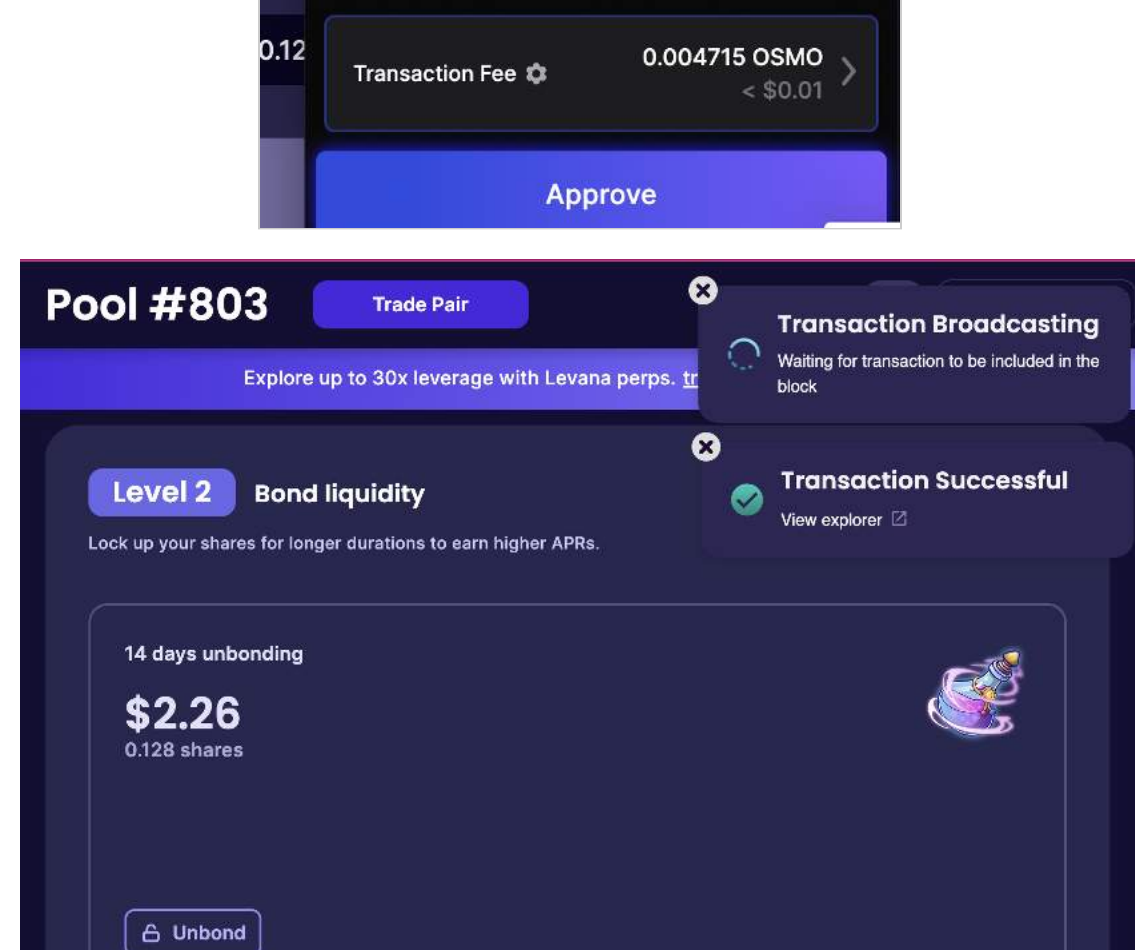 0.12
Transaction Fee
0.004715 OSMO
< $0.01
Approve
Pool #803
Trade Pair
Transaction Broadcasting
Waiting for transaction to be included in the
block
Explore up to 30x leverage with Levana perps. tr
Transaction Successful
View explorer
Level 2
Bond liquidity
Lock up your shares for longer durations to earn higher APRs.
14 days unbonding
$2.26
0.128 shares
Unbond